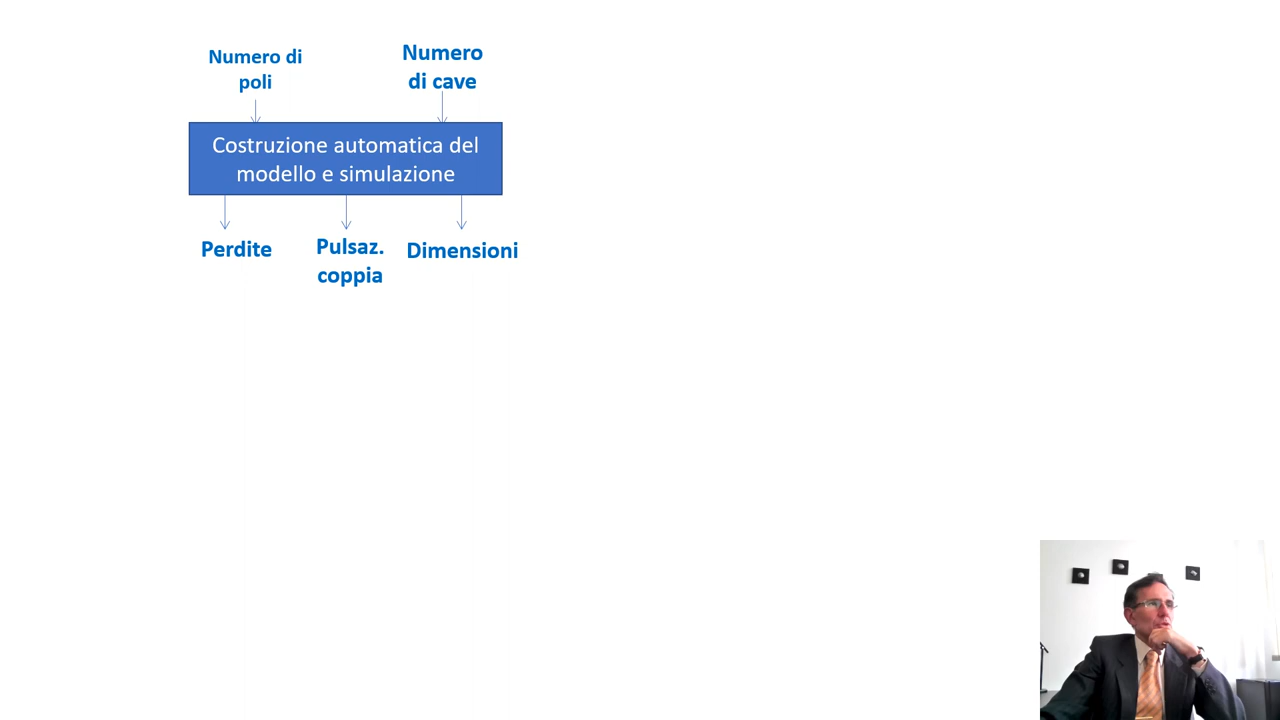 Numero di
poli
Numero
di cave
Costruzione automatica del
modello e simulazione
Perdite
Pulsaz.
coppia
Dimensioni